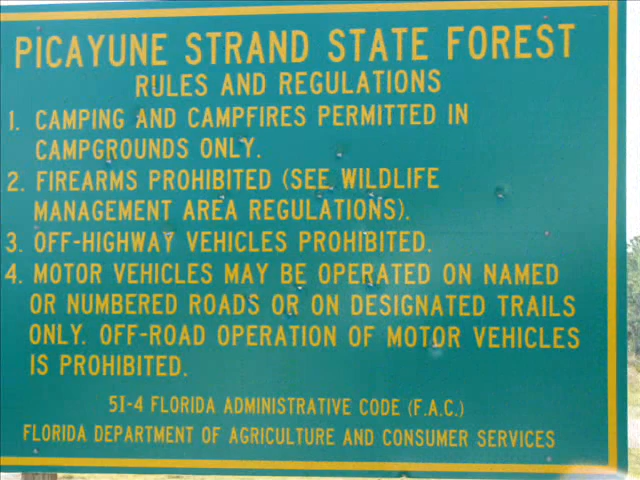 PICAYUNE STRAND STATE FOREST
RULES AND REGULATIONS
1. CAMPING AND CAMPFIRES PERMITTED IN
CAMPGROUNDS ONLY.
2. FIREARMS PROHIBITED (SEE WILDLIFE
MANAGEMENT AREA REGULATIONS).
3. OFF-HIGHWAY VEHICLES PROHIBITED.
4. MOTOR VEHICLES MAY BE OPERATED ON NAMED
OR NUMBERED ROADS OR ON DESIGNATED TRAILS
ONLY. OFF-ROAD OPERATION OF MOTOR VEHICLES
IS PROHIBITED.
5I-4 FLORIDA ADMINISTRATIVE CODE (F.A.C.)
FLORIDA DEPARTMENT OF AGRICULTURE AND CONSUMER SERVICES